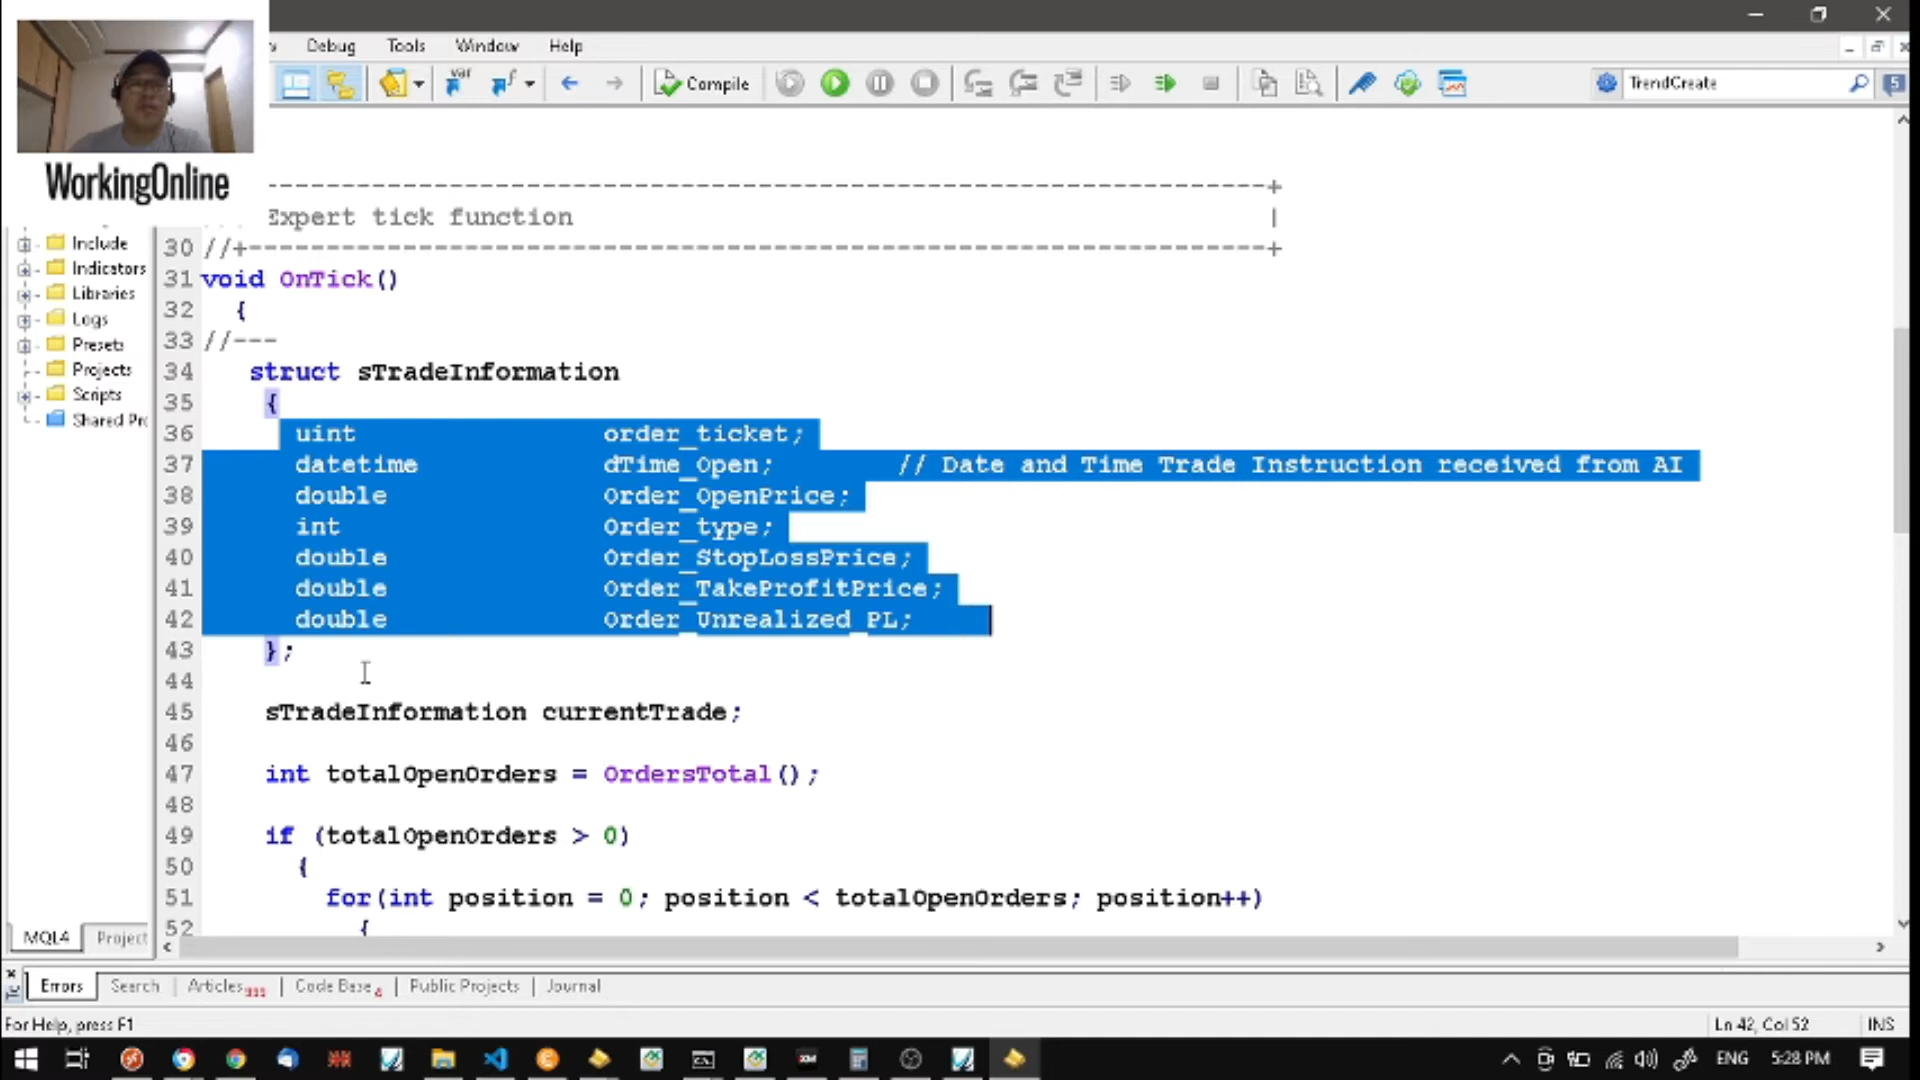 Debug Tools Window Help
var
f
Compile
TrendCreate
5
WorkingOnline
--------------------------------------------------------------------+
Expert tick function |
30 //+------------------------------------------------------------------+
31 void OnTick()
32 {
33 //---
34 struct sTradeInformation
35 {
36 uint order_ticket;
37 datetime dTime_Open; // Date and Time Trade Instruction received from AI
38 double Order_OpenPrice;
39 int Order_type;
40 double Order_StopLossPrice;
41 double Order_TakeProfitPrice;
42 double Order_Unrealized_PL;
43 };
44
45 sTradeInformation currentTrade;
46
47 int totalOpenOrders = OrdersTotal();
48
49 if (totalOpenOrders > 0)
50 {
51 for(int position = 0; position < totalOpenOrders; position++)
52 {
Include
Indicators
Libraries
Logs
Presets
Projects
Scripts
Shared Pro
MQL4 Project
Errors Search Articles Code Base Public Projects Journal
For Help, press F1
Ln 42, Col 52 INS
ENG 5:28 PM